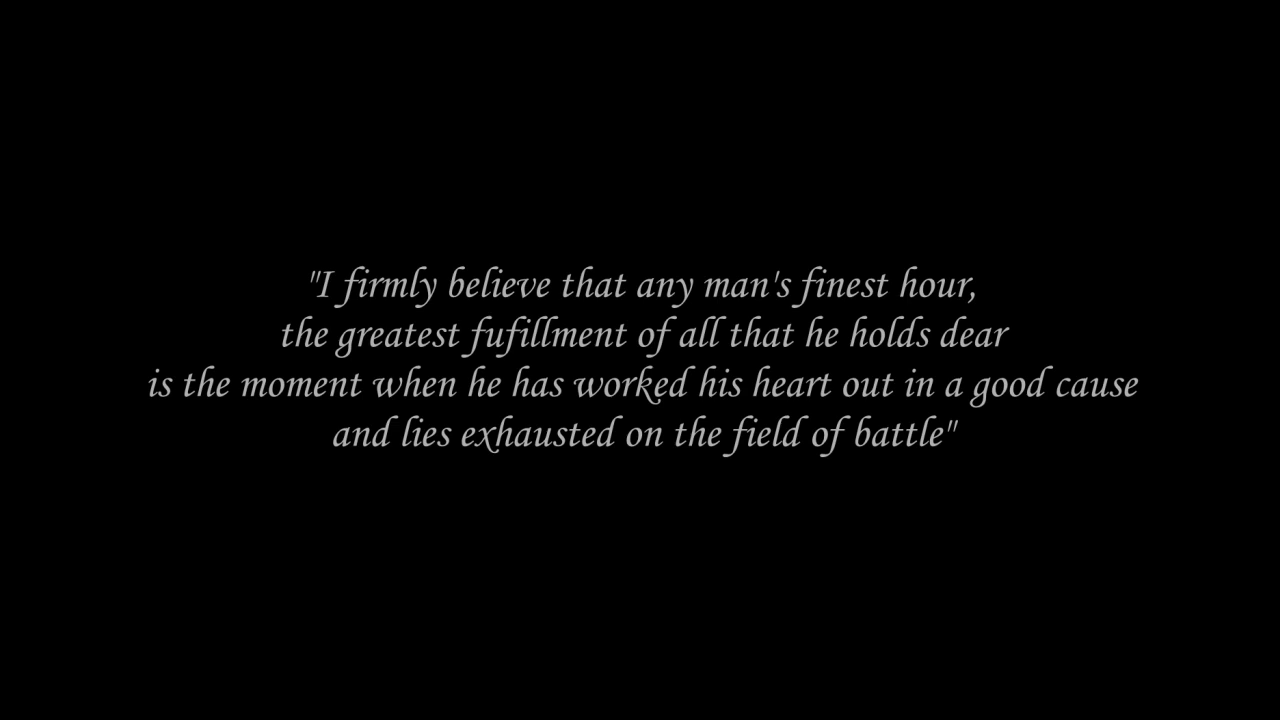 "I firmly believe that any man's finest hour,
the greatest fufillment of all that he holds dear
is the moment when he has worked his heart out in a good cause
and lies exhausted on the field of battle"